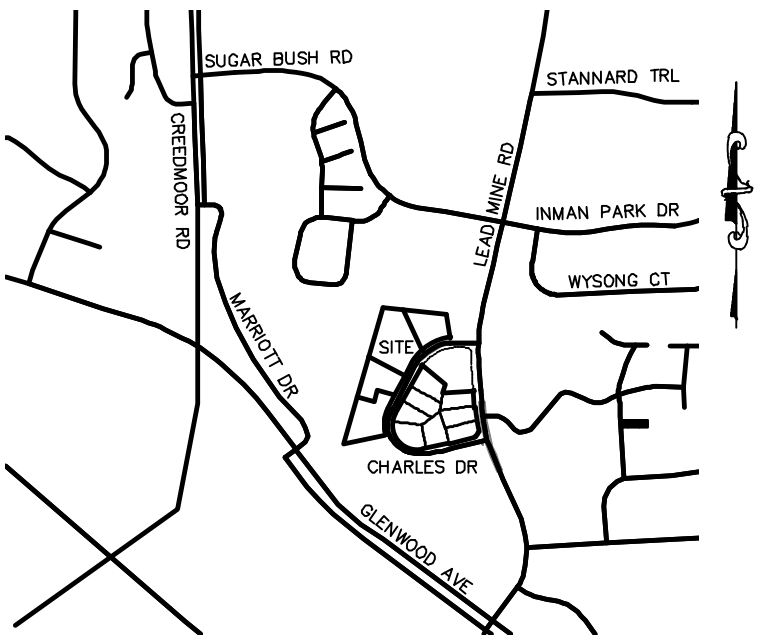 SUGAR BUSH RD
STANNARD TRL
CREEDMOOR RD
LEAD MINE RD
INMAN PARK DR
WYSONG CT
MARRIOTT DR
SITE
CHARLES DR
GLENWOOD AVE